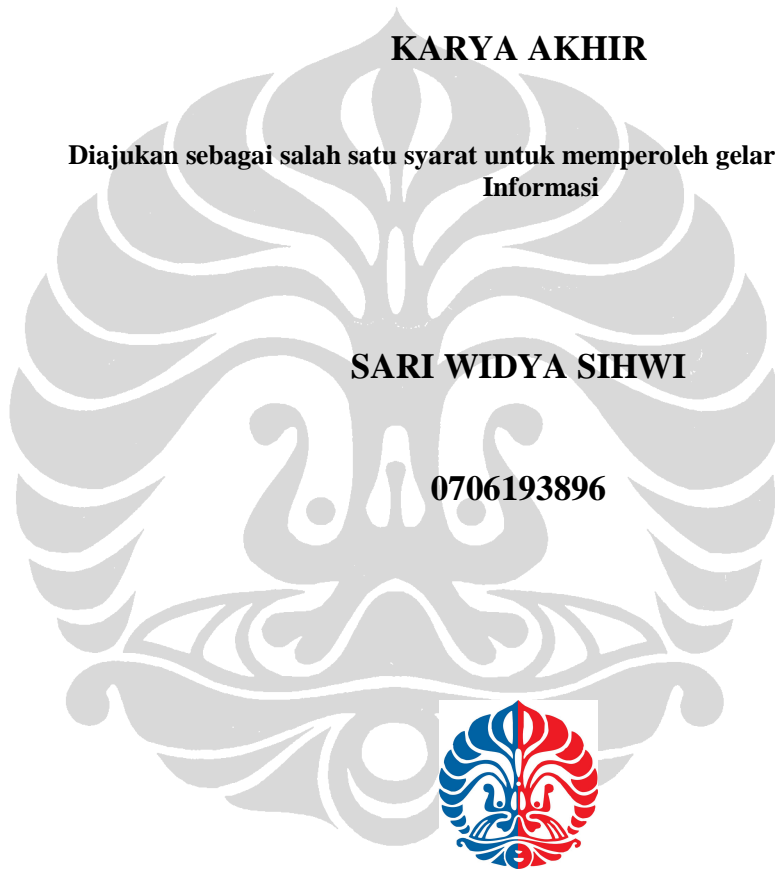 KARYA AKHIR
Diajukan sebagai salah satu syarat untuk memperoleh gelar
Informasi
SARI WIDYA SIHWI
0706193896